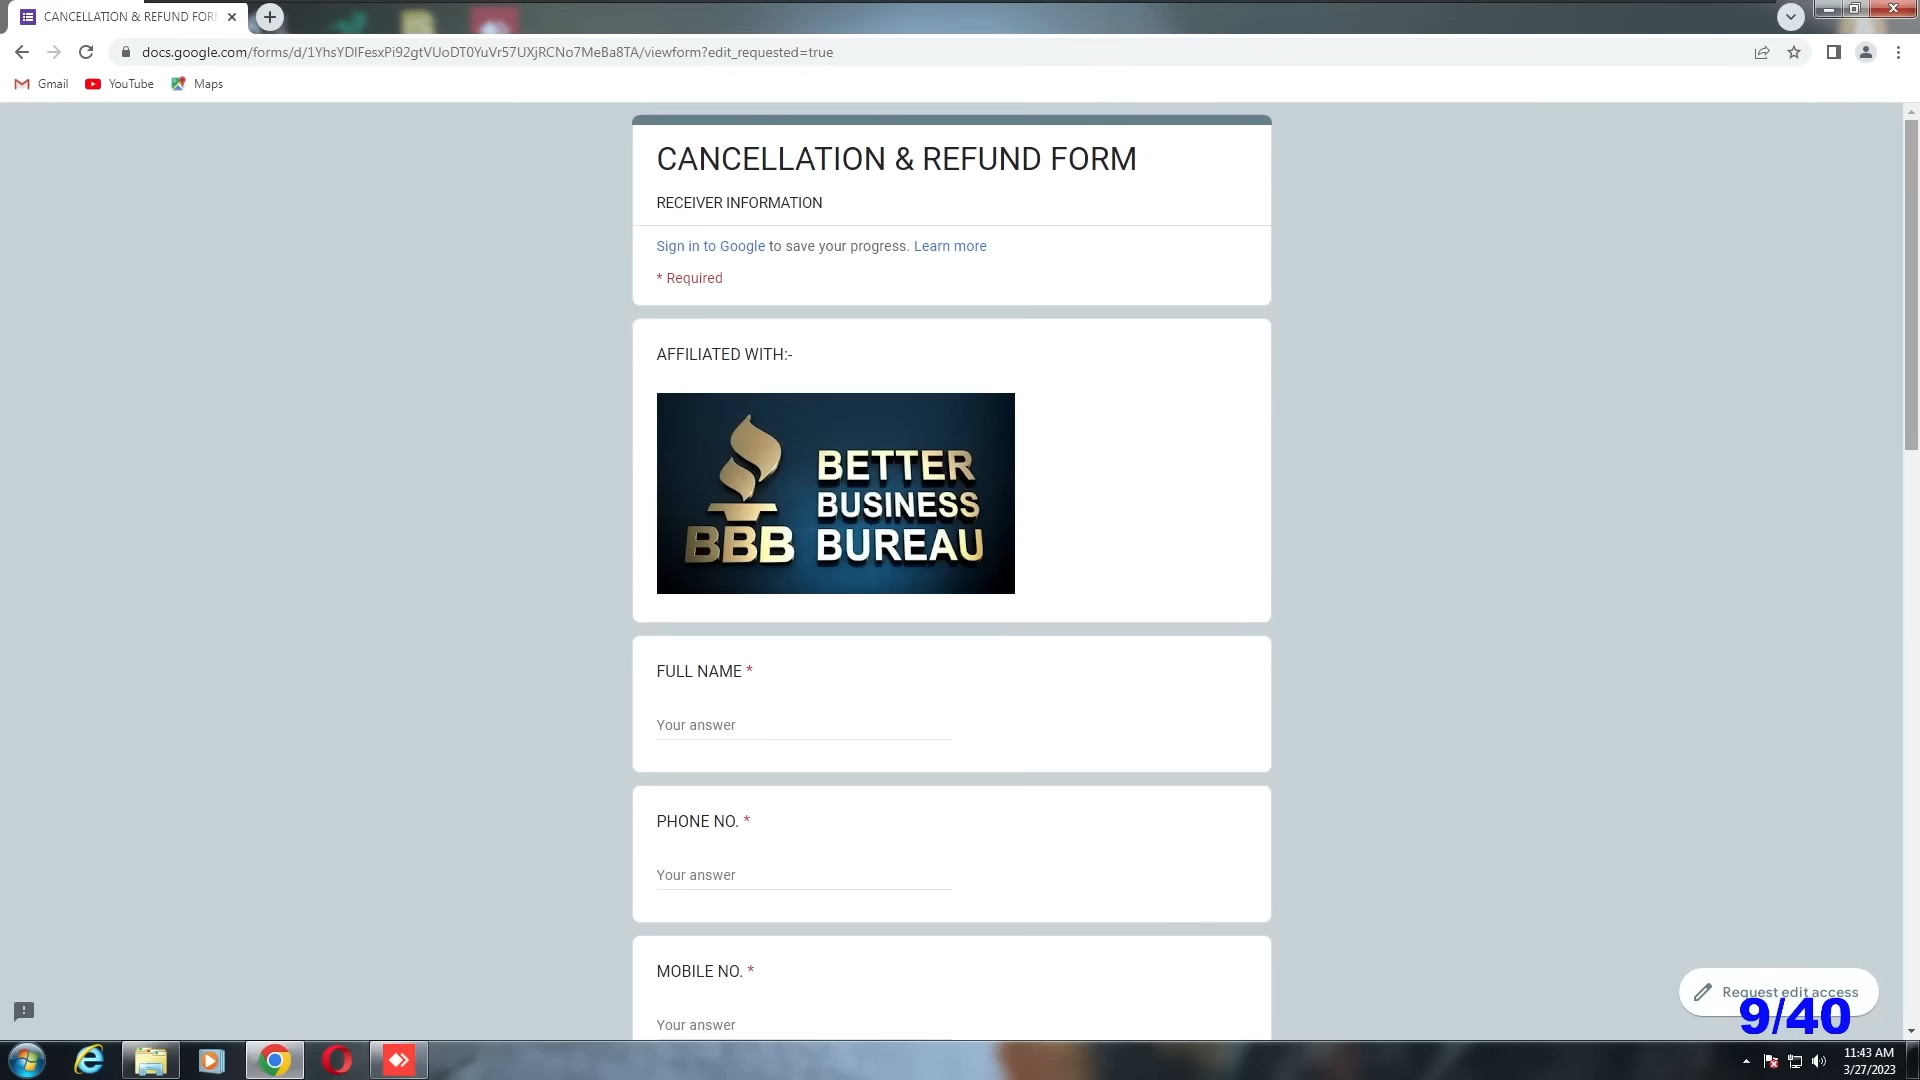 CANCELLATION & REFUND FOR
docs.google.com/forms/d/1YhsYDIFesxPi92gtVUoDT0YuVr57UXjRCNo7MeBa8TA/viewform?edit_requested=true
Gmail YouTube Maps
CANCELLATION & REFUND FORM
RECEIVER INFORMATION
Sign in to Google to save your progress. Learn more
* Required
AFFILIATED WITH:-
BBB
BETTER
BUSINESS
BUREAU
FULL NAME *
Your answer
PHONE NO. *
Your answer
MOBILE NO. *
Your answer
Request edit access
9/40
11:43 AM
3/27/2023